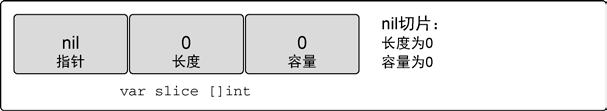 nil 0 0
指针 长度 容量
var slice []int
nil切片：
长度为0
容量为0